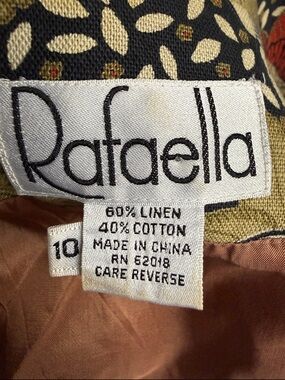 Rafaella
60% LINEN
40% COTTON
10
MADE IN CHINA
RN 62018
CARE REVERSE